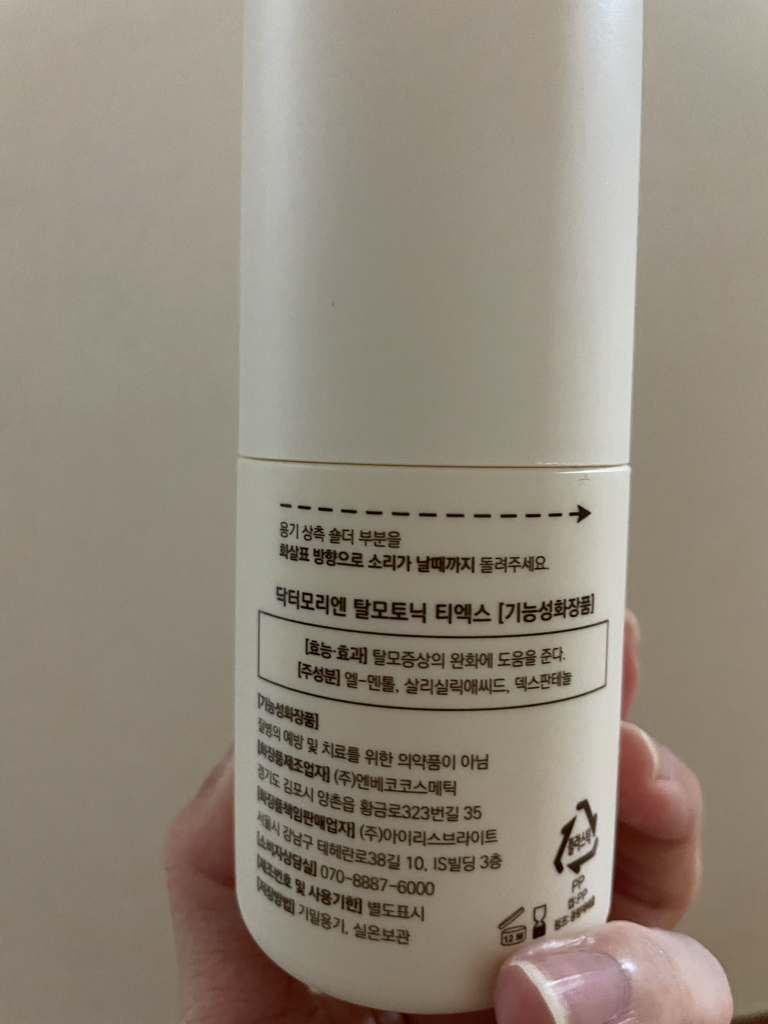 용기 상측 숄더 부분을
화살표 방향으로 소리가 날때까지 돌려주세요.
닥터모리엔 탈모토닉 티엑스 [기능성화장품]
[효능·효과] 탈모증상의 완화에 도움을 준다.
[주성분] 엘-멘톨, 살리실릭애씨드, 덱스판테놀
[기능성화장품]
질병의 예방 및 치료를 위한 의약품이 아님
[화장품제조업자] (주)엔베코코스메틱
경기도 김포시 양촌읍 황금로323번길 35
[화장품책임판매업자] (주)아이리스브라이트
서울시 강남구 테헤란로38길 10, IS빌딩 3층
[소비자상담실] 070-8887-6000
[제조번호 및 사용기한] 별도표시
[저장방법] 기밀용기, 실온보관
플라스틱
PP
캡:PP
12 M